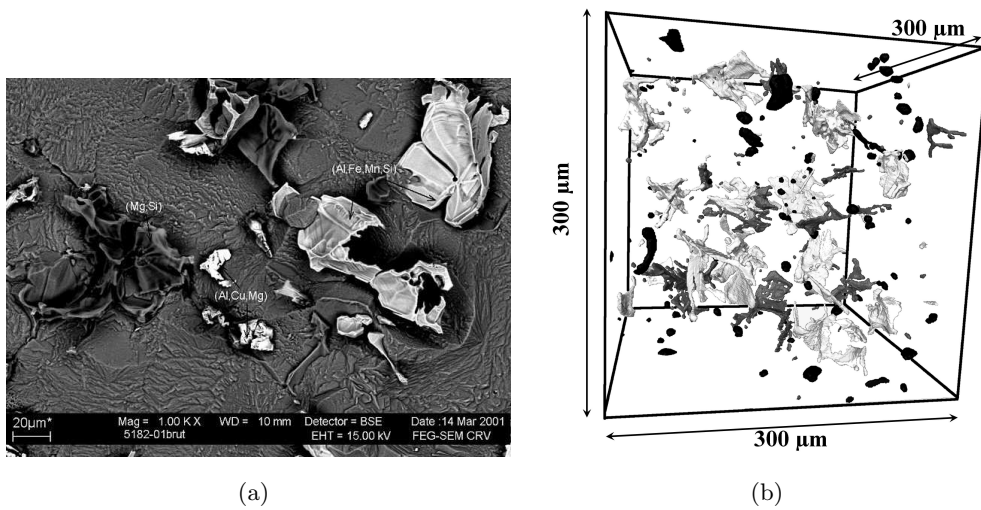 300 µm
(Al,Fe,Mn,Si)
(Mg,Si)
300 µm
(Al,Cu,Mg)
20µm*
Mag = 1.00 K X
WD = 10 mm
Detector = BSE
Date :14 Mar 2001
5182-01brut
EHT = 15.00 kV
FEG-SEM CRV
300 µm
(a)
(b)